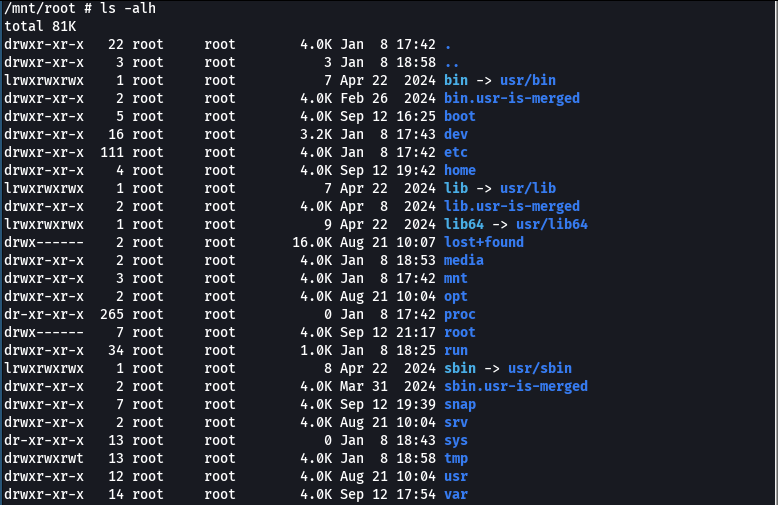 /mnt/root # ls -alh
total 81K
drwxr-xr-x   22 root     root        4.0K Jan  8 17:42 .
drwxr-xr-x    3 root     root           3 Jan  8 18:58 ..
lrwxrwxrwx    1 root     root           7 Apr 22  2024 bin -> usr/bin
drwxr-xr-x    2 root     root        4.0K Feb 26  2024 bin.usr-is-merged
drwxr-xr-x    5 root     root        4.0K Sep 12 16:25 boot
drwxr-xr-x   16 root     root        3.2K Jan  8 17:43 dev
drwxr-xr-x  111 root     root        4.0K Jan  8 17:42 etc
drwxr-xr-x    4 root     root        4.0K Sep 12 19:42 home
lrwxrwxrwx    1 root     root           7 Apr 22  2024 lib -> usr/lib
drwxr-xr-x    2 root     root        4.0K Apr  8  2024 lib.usr-is-merged
lrwxrwxrwx    1 root     root           9 Apr 22  2024 lib64 -> usr/lib64
drwx------    2 root     root       16.0K Aug 21 10:07 lost+found
drwxr-xr-x    2 root     root        4.0K Jan  8 18:53 media
drwxr-xr-x    3 root     root        4.0K Jan  8 17:42 mnt
drwxr-xr-x    2 root     root        4.0K Aug 21 10:04 opt
dr-xr-xr-x  265 root     root           0 Jan  8 17:42 proc
drwx------    7 root     root        4.0K Sep 12 21:17 root
drwxr-xr-x   34 root     root        1.0K Jan  8 18:25 run
lrwxrwxrwx    1 root     root           8 Apr 22  2024 sbin -> usr/sbin
drwxr-xr-x    2 root     root        4.0K Mar 31  2024 sbin.usr-is-merged
drwxr-xr-x    7 root     root        4.0K Sep 12 19:39 snap
drwxr-xr-x    2 root     root        4.0K Aug 21 10:04 srv
dr-xr-xr-x   13 root     root           0 Jan  8 18:43 sys
drwxrwxrwt   13 root     root        4.0K Jan  8 18:58 tmp
drwxr-xr-x   12 root     root        4.0K Aug 21 10:04 usr
drwxr-xr-x   14 root     root        4.0K Sep 12 17:54 var